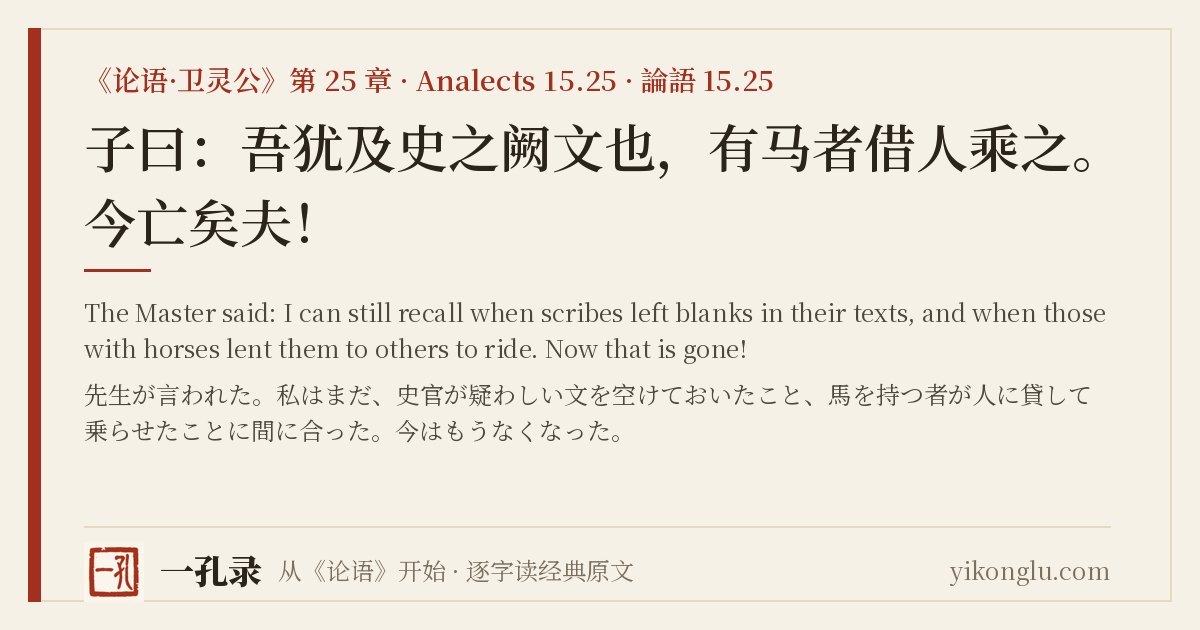 《论语·卫灵公》第 25 章 · Analects 15.25 · 論語 15.25
子曰：吾犹及史之阙文也，有马者借人乘之。
今亡矣夫！
The Master said: I can still recall when scribes left blanks in their texts, and when those
with horses lent them to others to ride. Now that is gone!
先生が言われた。私はまだ、史官が疑わしい文を空けておいたこと、馬を持つ者が人に貸して
乗らせたことに間に合った。今はもうなくなった。
一孔
一孔录 从《论语》开始 · 逐字读经典原文 yikonglu.com